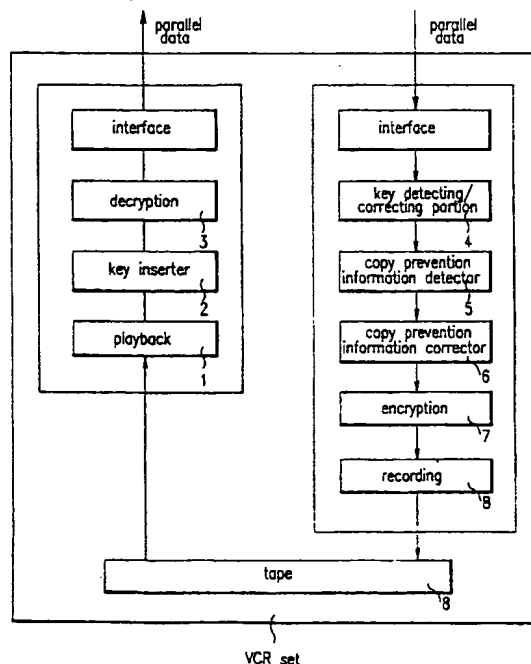 parallel
data
parallel
data
interface
decryption
3
key inserter
2
playback
1
interface
key detecting/
correcting portion
4
copy prevention
information detector
5
copy prevention
information corrector
6
encryption
7
recording
8
tape
8
VCR set